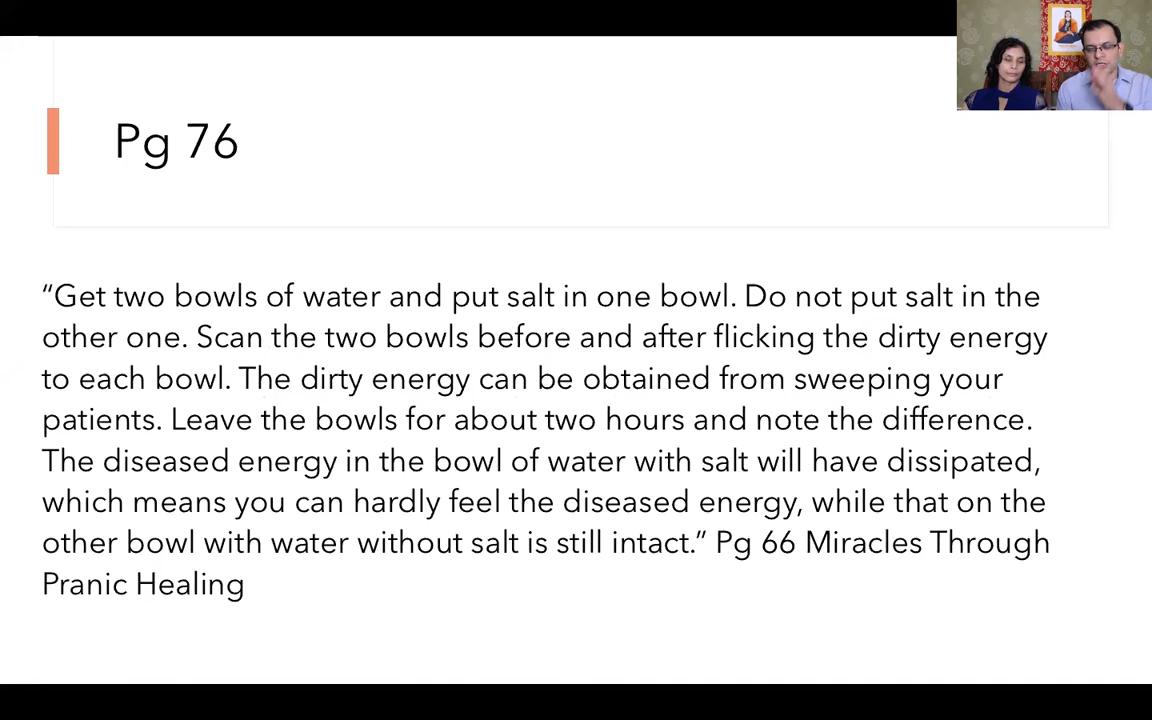 Pg 76
“Get two bowls of water and put salt in one bowl. Do not put salt in the
other one. Scan the two bowls before and after flicking the dirty energy
to each bowl. The dirty energy can be obtained from sweeping your
patients. Leave the bowls for about two hours and note the difference.
The diseased energy in the bowl of water with salt will have dissipated,
which means you can hardly feel the diseased energy, while that on the
other bowl with water without salt is still intact.” Pg 66 Miracles Through
Pranic Healing